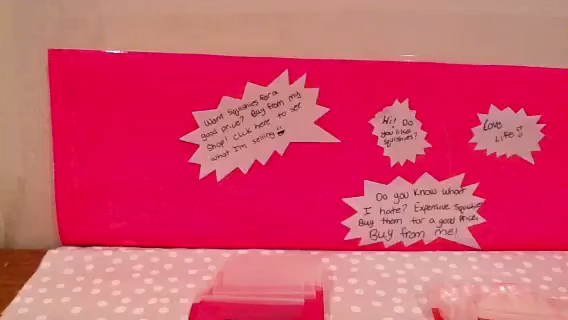 Want squishies for a
good price? Buy from my
shop! Click here to see
what I'm selling
Hi! Do
you like
squishies?
Love
Life
Do you know what
I hate? Expensive squishies
Buy them for a good price,
Buy from me!